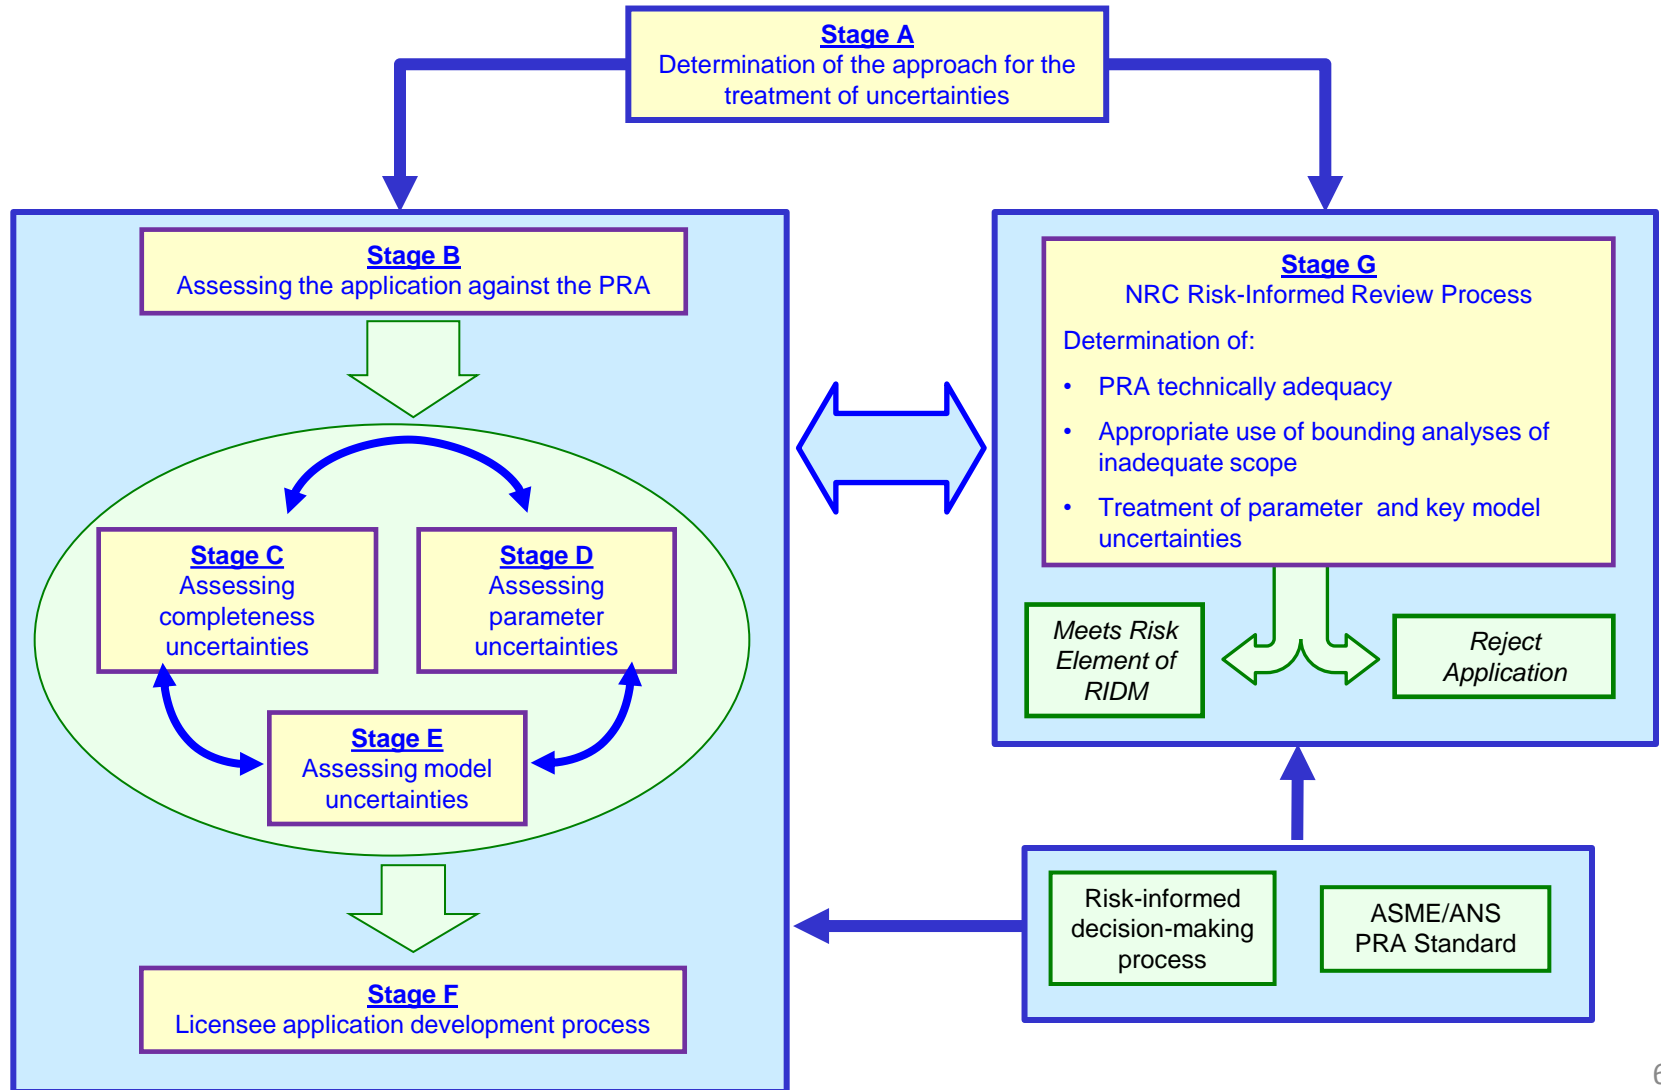 Stage A
Determination of the approach for the
treatment of uncertainties
Stage B
Assessing the application against the PRA
Stage C
Assessing
completeness
uncertainties
Stage D
Assessing
parameter
uncertainties
Stage E
Assessing model
uncertainties
Stage F
Licensee application development process
Stage G
NRC Risk-Informed Review Process
Determination of:
• PRA technically adequacy
• Appropriate use of bounding analyses of
inadequate scope
• Treatment of parameter and key model
uncertainties
Meets Risk
Element of
RIDM
Reject
Application
Risk-informed
decision-making
process
ASME/ANS
PRA Standard
6